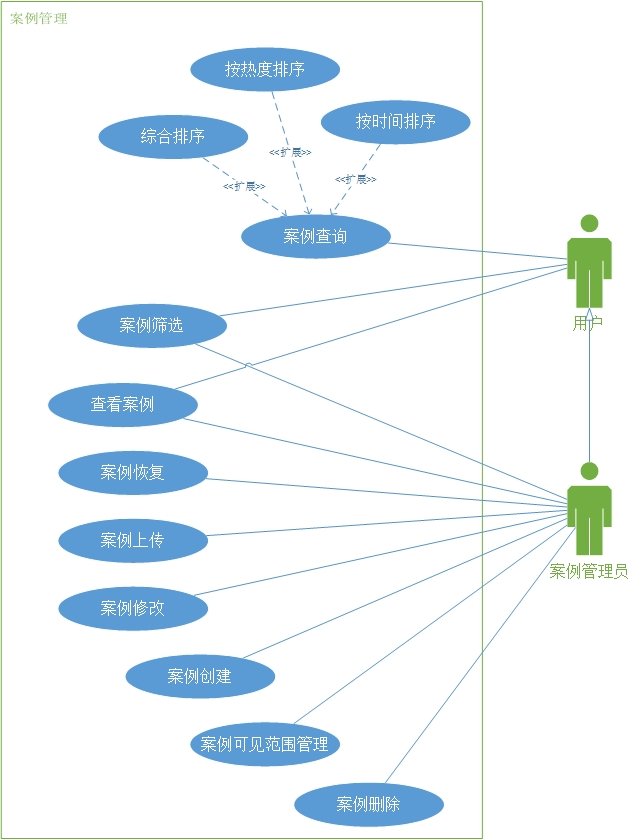 案例管理
按热度排序
按时间排序
综合排序
<<扩展>>
<<扩展>>
<<扩展>>
案例查询
案例筛选
用户
查看案例
案例恢复
案例上传
案例管理员
案例修改
案例创建
案例可见范围管理
案例删除